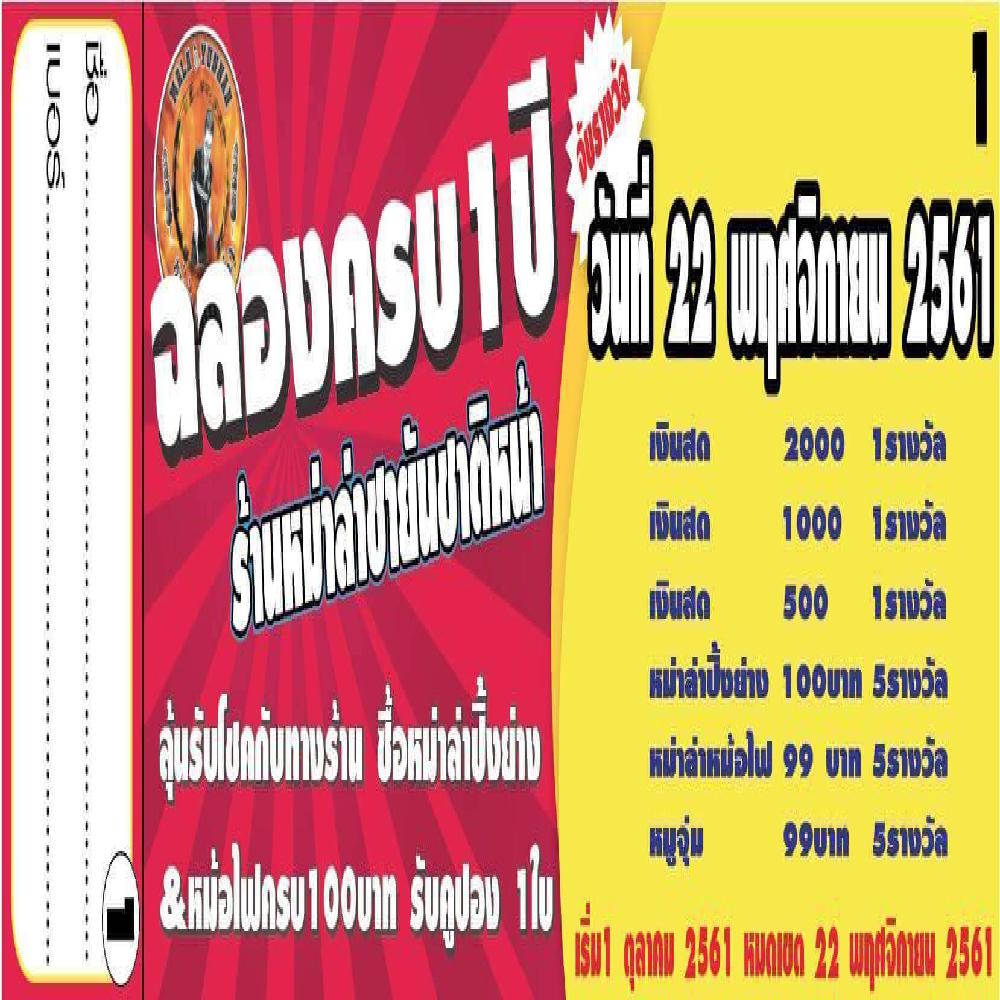 ชื่อ
เบอร์
1
MALA & YUNNAN
ฉลองครบ 1 ปี
ร้านหม่าล่าชายันชาติหน้า
ลุ้นรับโชคกับทางร้าน ซื้อหม่าล่าปิ้งย่าง
&หม้อไฟครบ100บาท รับคูปอง 1ใบ
จับรางวัล
1
วันที่ 22 พฤศจิกายน 2561
เงินสด 2000 1รางวัล
เงินสด 1000 1รางวัล
เงินสด 500 1รางวัล
หม่าล่าปิ้งย่าง 100บาท 5รางวัล
หม่าล่าหม้อไฟ 99 บาท 5รางวัล
หมูจุ่ม 99บาท 5รางวัล
เริ่ม1 ตุลาคม 2561 หมดเขต 22 พฤศจิกายน 2561